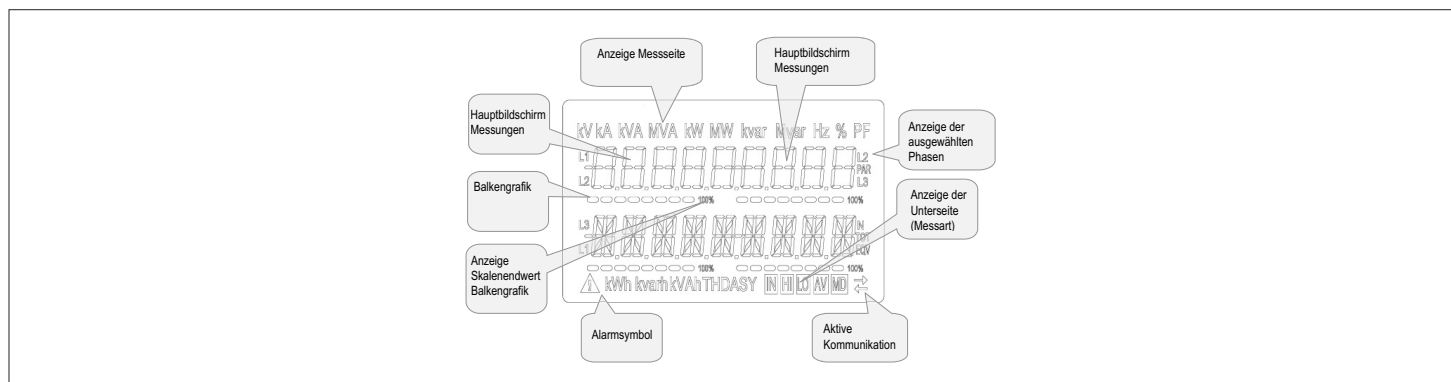 Anzeige Messseite
Hauptbildschirm
Messungen
Hauptbildschirm
Messungen
kV kA kVA MVA kW MW kvar Mvar Hz % PF
Anzeige der
ausgewählten
Phasen
L1
L2
L2
PAR
L3
Balkengrafik
100%
100%
Anzeige der
Unterseite
(Messart)
L3
L1
IN
EQV
Anzeige
Skalenendwert
Balkengrafik
100%
100%
kWh kvarh kVAh THD ASY IN HI LO AV MD
Alarmsymbol
Aktive
Kommunikation